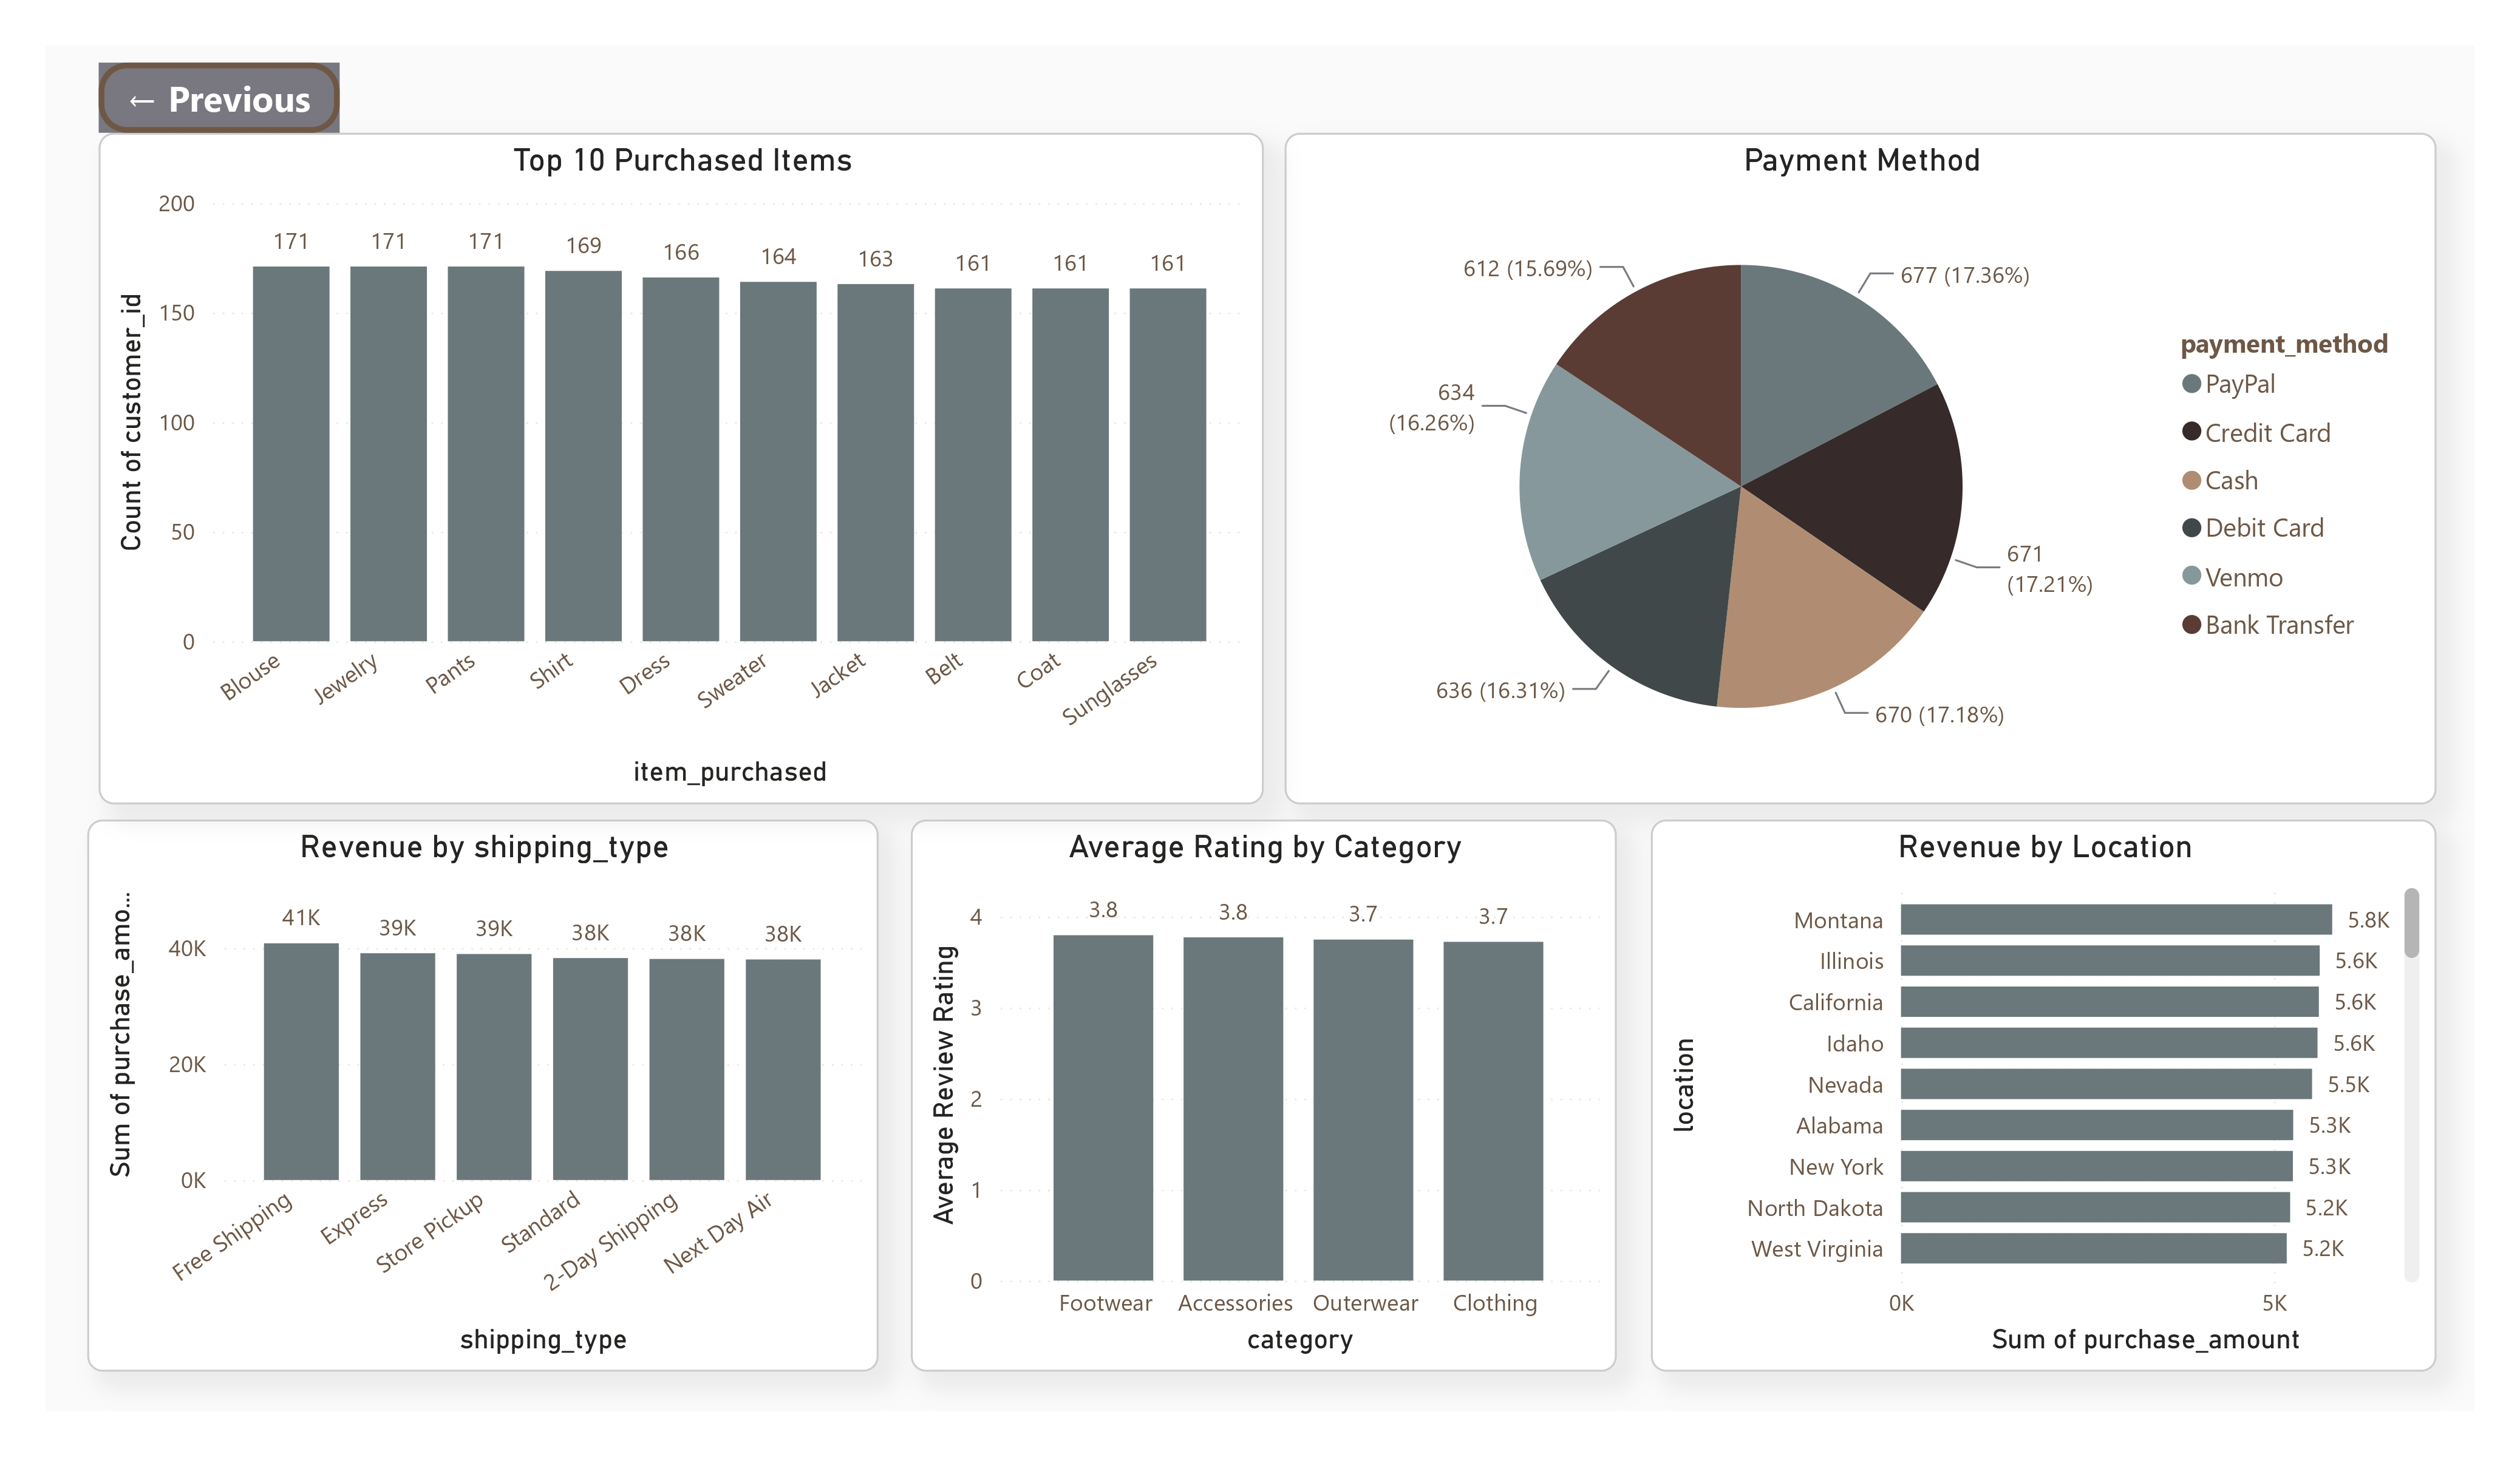 ← Previous
Top 10 Purchased Items
Count of customer_id
200
150
100
50
0
171
171
171
169
166
164
163
161
161
161
Blouse
Jewelry
Pants
Shirt
Dress
Sweater
Jacket
Belt
Coat
Sunglasses
item_purchased
Payment Method
612 (15.69%)
677 (17.36%)
634
(16.26%)
671
(17.21%)
636 (16.31%)
670 (17.18%)
payment_method
PayPal
Credit Card
Cash
Debit Card
Venmo
Bank Transfer
Revenue by shipping_type
Sum of purchase_amo...
40K
20K
0K
41K
39K
39K
38K
38K
38K
Free Shipping
Express
Store Pickup
Standard
2-Day Shipping
Next Day Air
shipping_type
Average Rating by Category
Average Review Rating
4
3
2
1
0
3.8
3.8
3.7
3.7
Footwear
Accessories
Outerwear
Clothing
category
Revenue by Location
location
Montana 5.8K
Illinois 5.6K
California 5.6K
Idaho 5.6K
Nevada 5.5K
Alabama 5.3K
New York 5.3K
North Dakota 5.2K
West Virginia 5.2K
0K 5K
Sum of purchase_amount